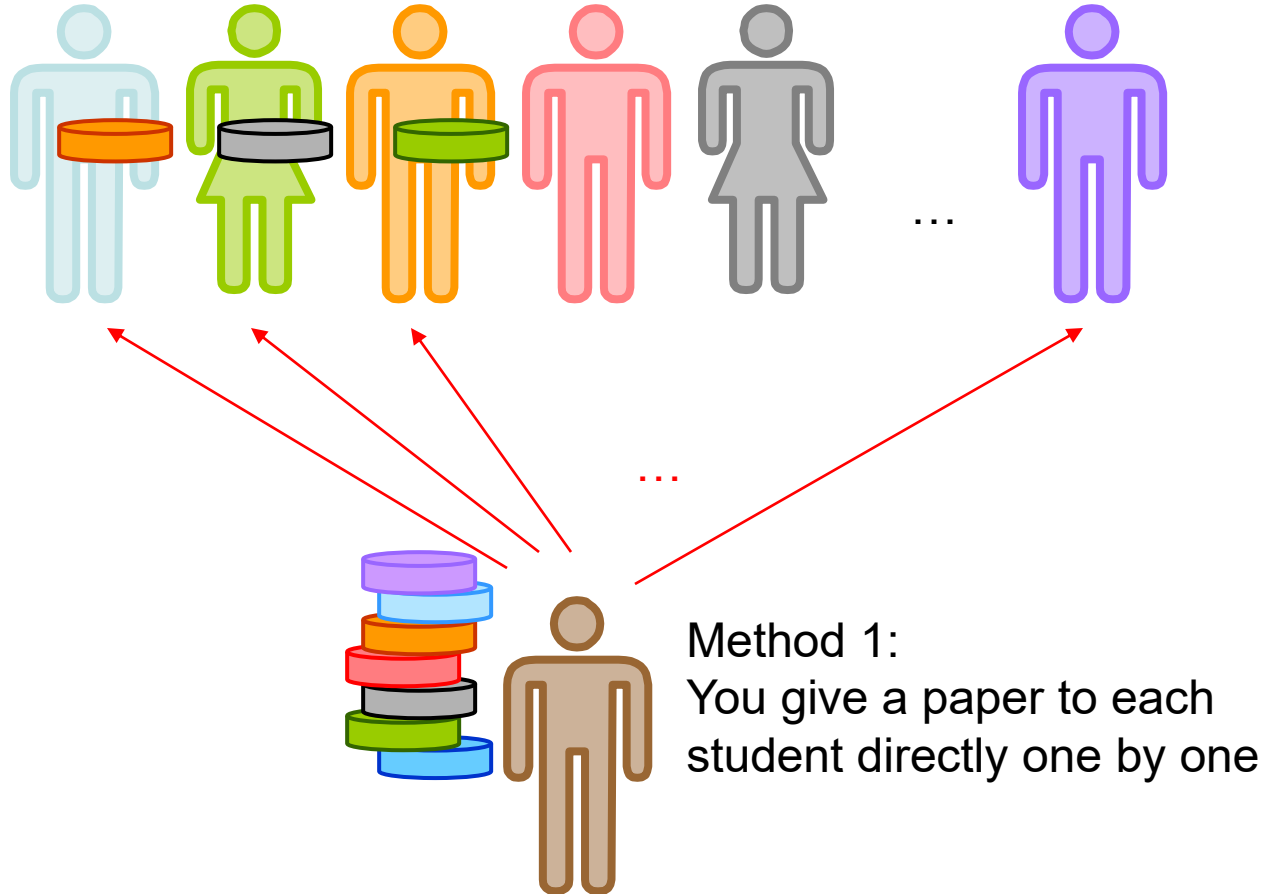 …
…
Method 1:
You give a paper to each
student directly one by one